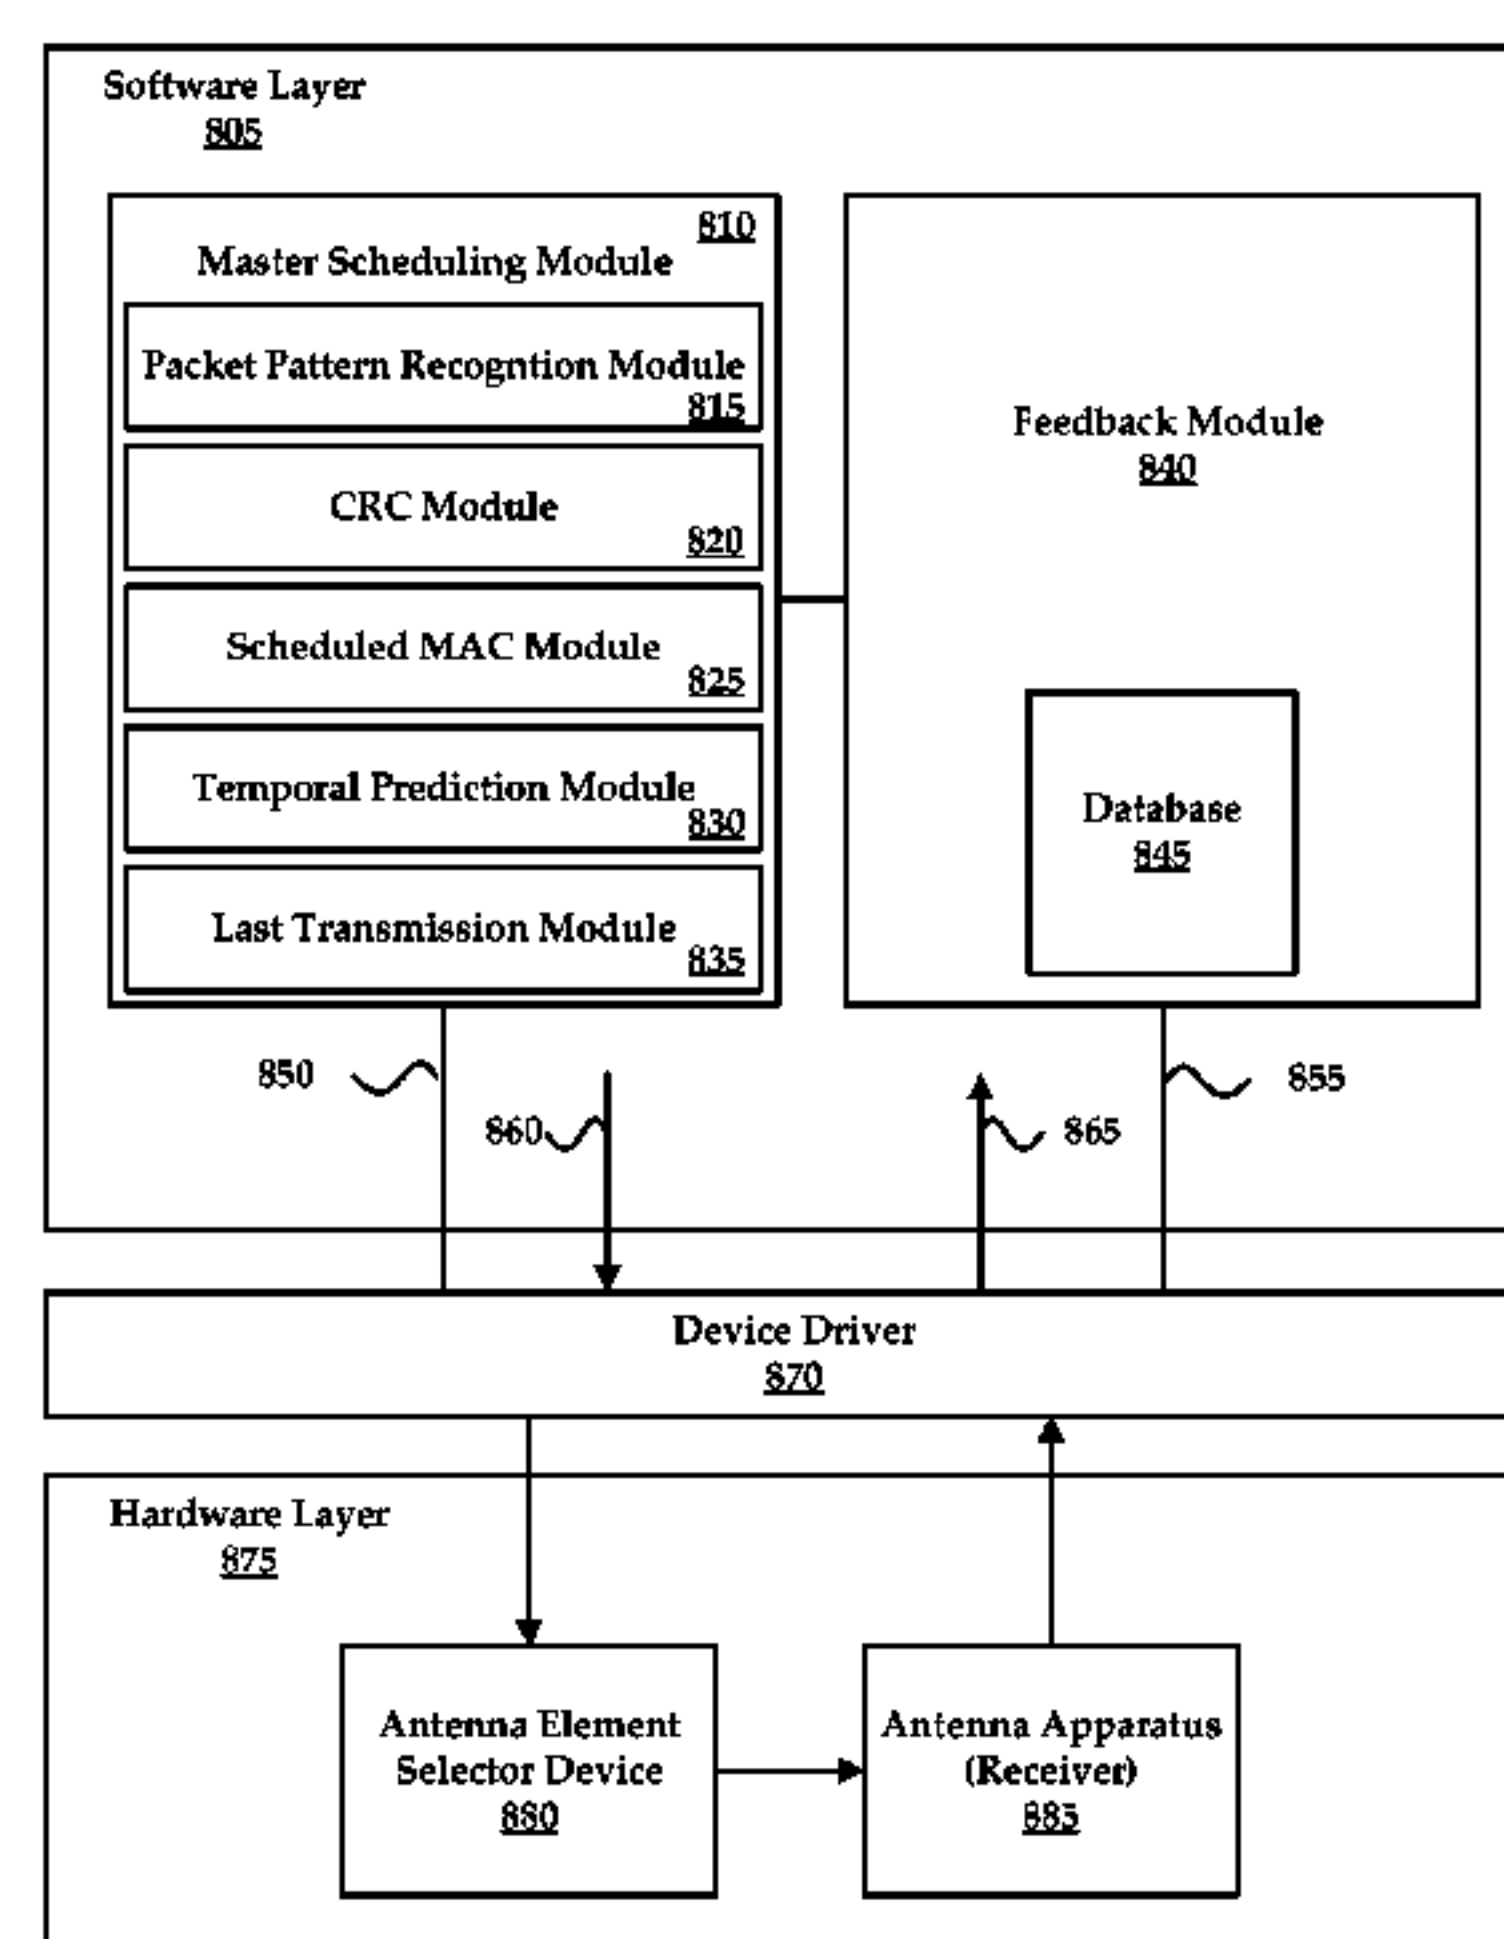 Software Layer
805
810
Master Scheduling Module
Packet Pattern Recogntion Module
815
CRC Module
820
Scheduled MAC Module
825
Temporal Prediction Module
830
Last Transmission Module
835
Feedback Module
840
Database
845
850
860
865
855
Device Driver
870
Hardware Layer
875
Antenna Element
Selector Device
880
Antenna Apparatus
(Receiver)
885